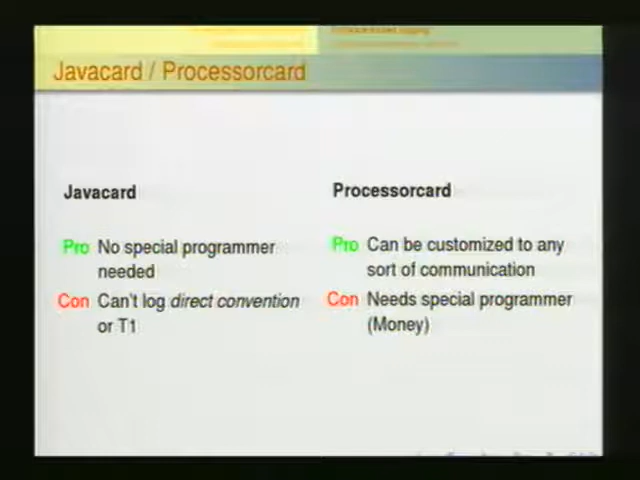 Javacard / Processorcard
Javacard
Pro No special programmer
needed
Con Can't log direct convention
or T1
Processorcard
Pro Can be customized to any
sort of communication
Con Needs special programmer
(Money)